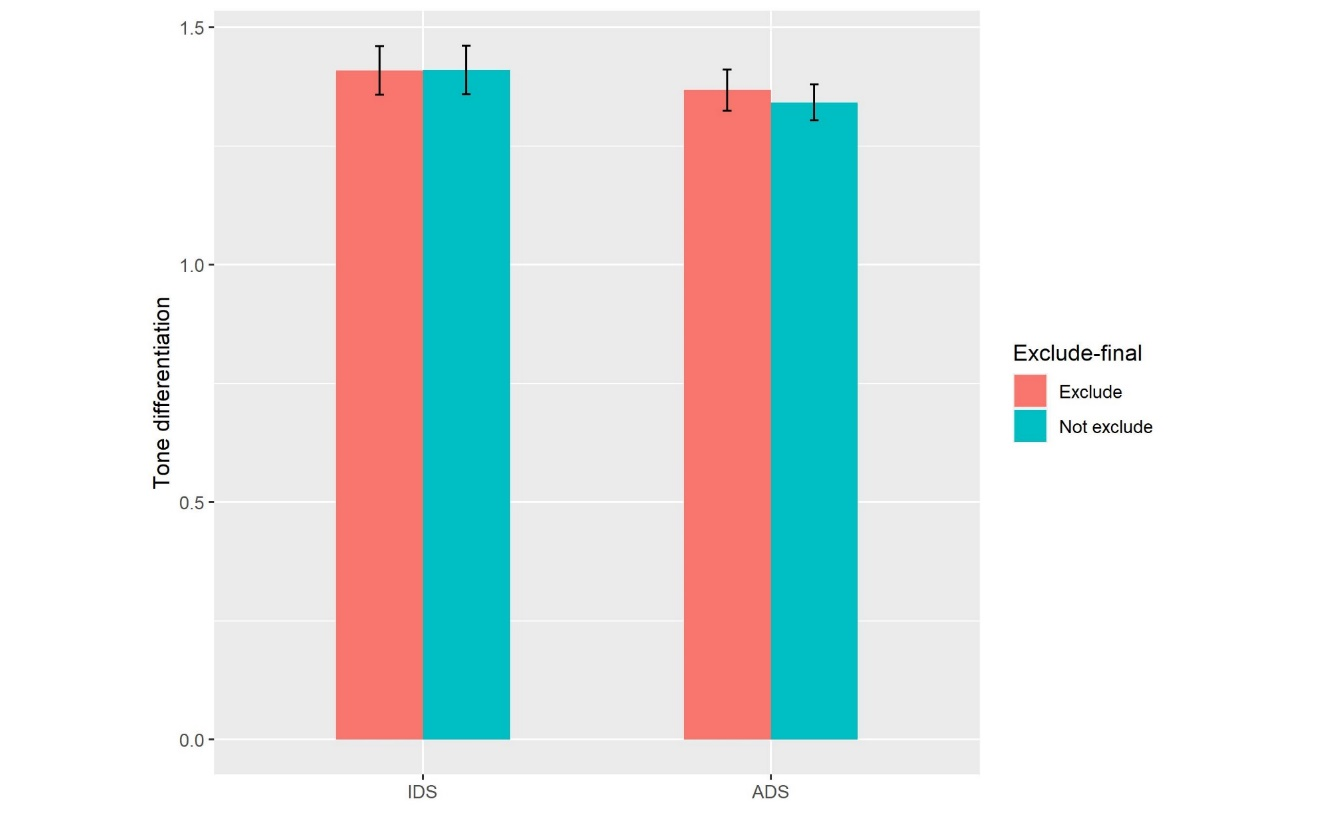 1.5
1.0
0.5
0.0
Tone differentiation
IDS
ADS
Exclude-final
Exclude
Not exclude